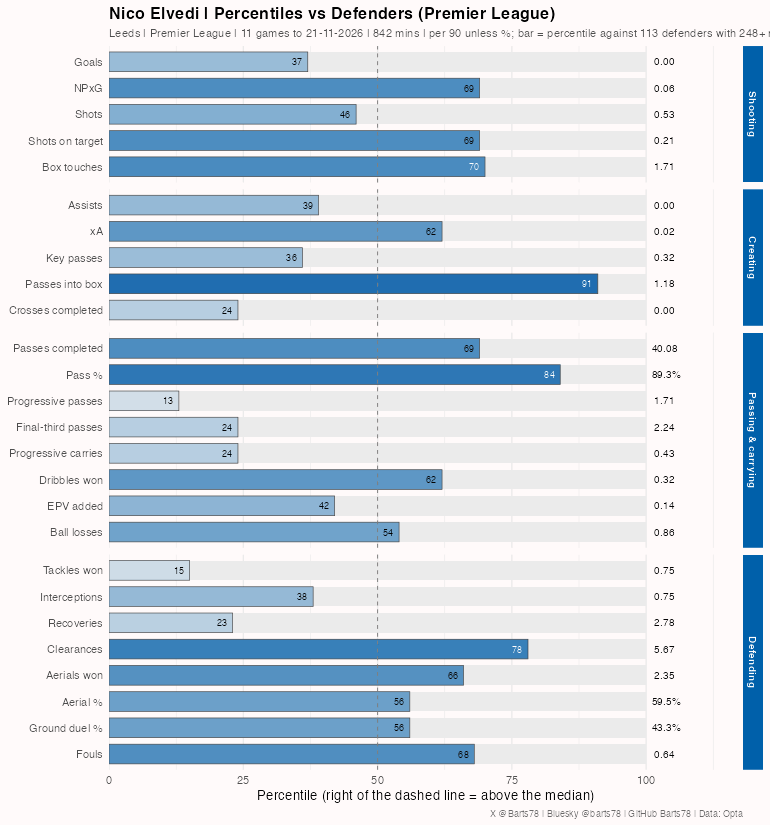 Nico Elvedi | Percentiles vs Defenders (Premier League)
Leeds | Premier League | 11 games to 21-11-2026 | 842 mins | per 90 unless %; bar = percentile against 113 defenders with 248+
Goals 37 0.00
NPxG 69 0.06
Shots 46 0.53
Shots on target 69 0.21
Box touches 70 1.71
Shooting
Assists 39 0.00
xA 62 0.02
Key passes 36 0.32
Passes into box 91 1.18
Crosses completed 24 0.00
Creating
Passes completed 69 40.08
Pass % 84 89.3%
Progressive passes 13 1.71
Final-third passes 24 2.24
Progressive carries 24 0.43
Dribbles won 62 0.32
EPV added 42 0.14
Ball losses 54 0.86
Passing & carrying
Tackles won 15 0.75
Interceptions 38 0.75
Recoveries 23 2.78
Clearances 78 5.67
Aerials won 66 2.35
Aerial % 56 59.5%
Ground duel % 56 43.3%
Fouls 68 0.64
Defending
0 25 50 75 100
Percentile (right of the dashed line = above the median)
X @Barts78 | Bluesky @barts78 | GitHub Barts78 | Data: Opta